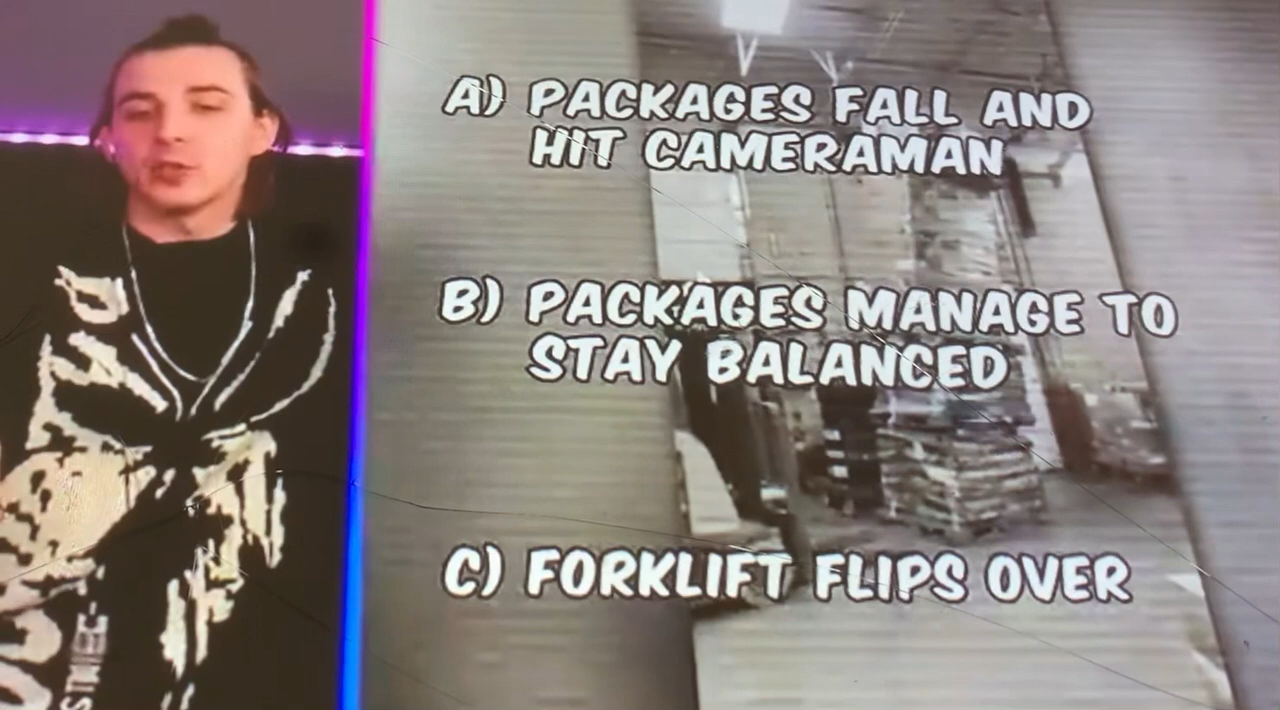 A) PACKAGES FALL AND
HIT CAMERAMAN
B) PACKAGES MANAGE TO
STAY BALANCED
C) FORKLIFT FLIPS OVER